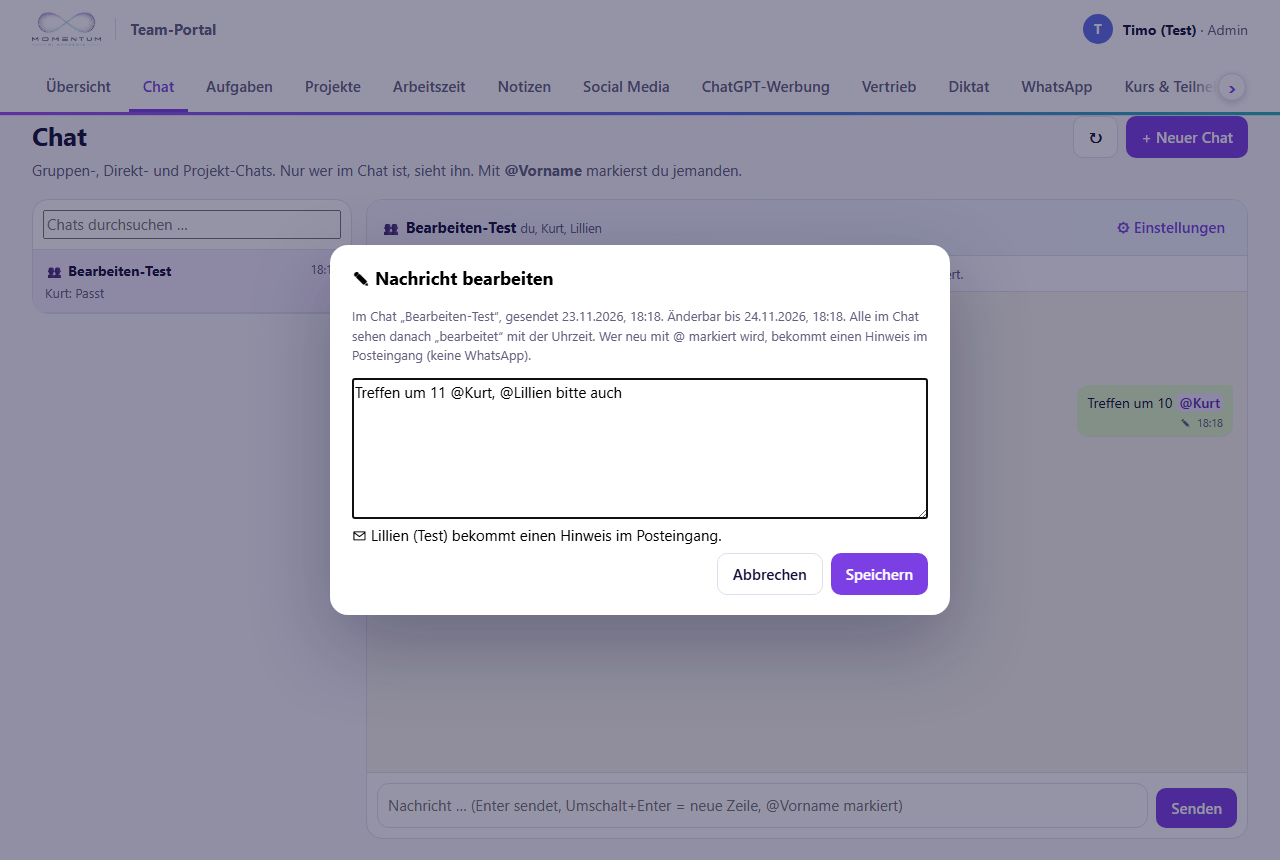 MOMENTUM
Team-Portal
T
Timo (Test) · Admin
Übersicht
Chat
Aufgaben
Projekte
Arbeitszeit
Notizen
Social Media
ChatGPT-Werbung
Vertrieb
Diktat
WhatsApp
Kurs & Teilne
Chat
+ Neuer Chat
Gruppen-, Direkt- und Projekt-Chats. Nur wer im Chat ist, sieht ihn. Mit @Vorname markierst du jemanden.
Chats durchsuchen ...
Bearbeiten-Test
18:1
Kurt: Passt
Bearbeiten-Test du, Kurt, Lillien
Einstellungen
ert.
Treffen um 10 @Kurt
18:18
Nachricht bearbeiten
Im Chat „Bearbeiten-Test“, gesendet 23.11.2026, 18:18. Änderbar bis 24.11.2026, 18:18. Alle im Chat
sehen danach „bearbeitet“ mit der Uhrzeit. Wer neu mit @ markiert wird, bekommt einen Hinweis im
Posteingang (keine WhatsApp).
Treffen um 11 @Kurt, @Lillien bitte auch
Lillien (Test) bekommt einen Hinweis im Posteingang.
Abbrechen
Speichern
Nachricht ... (Enter sendet, Umschalt+Enter = neue Zeile, @Vorname markiert)
Senden